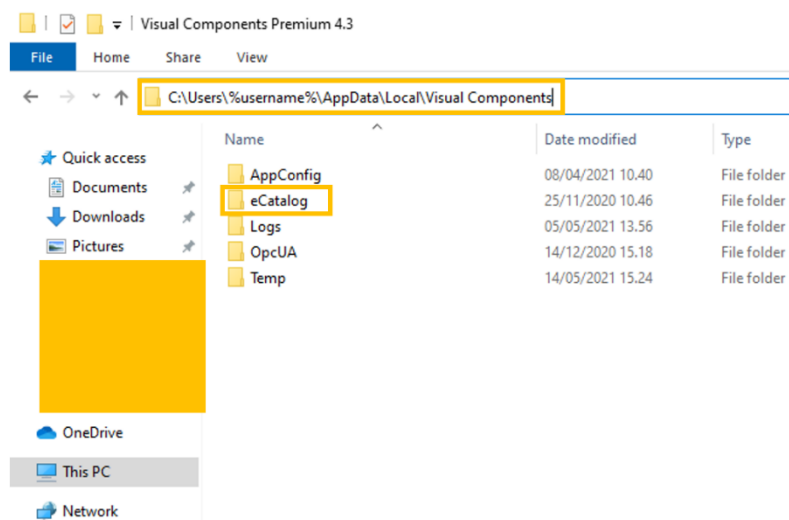 Visual Components Premium 4.3
File Home Share View
C:\Users\%username%\AppData\Local\Visual Components
Name Date modified Type
Quick access
Documents
Downloads
Pictures
OneDrive
This PC
Network
AppConfig 08/04/2021 10.40 File folder
eCatalog 25/11/2020 10.46 File folder
Logs 05/05/2021 13.56 File folder
OpcUA 14/12/2020 15.18 File folder
Temp 14/05/2021 15.24 File folder